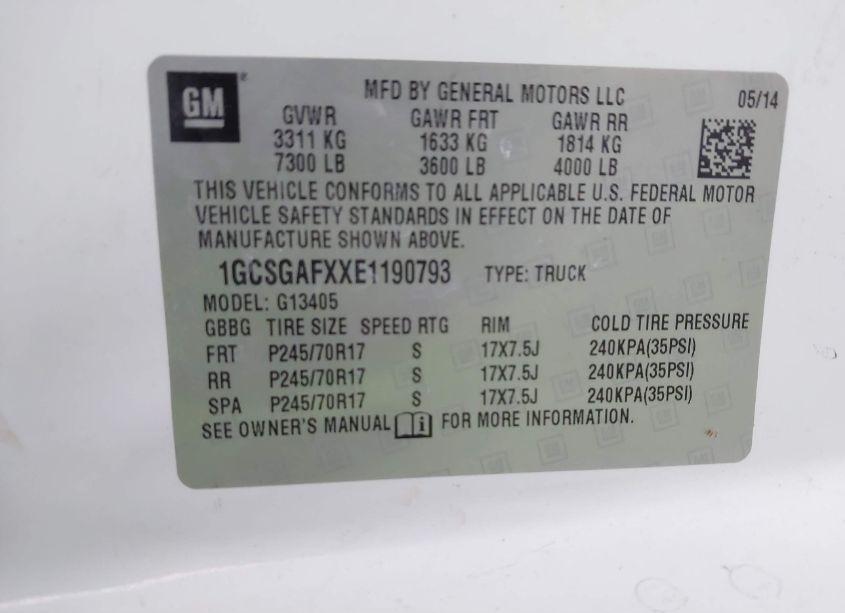 GM
MFD BY GENERAL MOTORS LLC 05/14
GVWR GAWR FRT GAWR RR
3311 KG 1633 KG 1814 KG
7300 LB 3600 LB 4000 LB
THIS VEHICLE CONFORMS TO ALL APPLICABLE U.S. FEDERAL MOTOR
VEHICLE SAFETY STANDARDS IN EFFECT ON THE DATE OF
MANUFACTURE SHOWN ABOVE.
1GCSGAFXXE1190793 TYPE: TRUCK
MODEL: G13405
GBBG TIRE SIZE SPEED RTG RIM COLD TIRE PRESSURE
FRT P245/70R17 S 17X7.5J 240KPA(35PSI)
RR P245/70R17 S 17X7.5J 240KPA(35PSI)
SPA P245/70R17 S 17X7.5J 240KPA(35PSI)
SEE OWNER'S MANUAL FOR MORE INFORMATION.